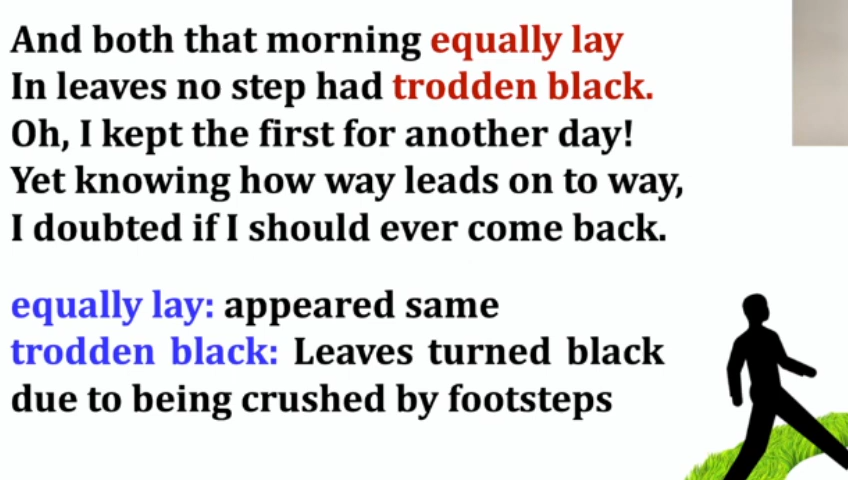 And both that morning equally lay
In leaves no step had trodden black.
Oh, I kept the first for another day!
Yet knowing how way leads on to way,
I doubted if I should ever come back.
equally lay: appeared same
trodden black: Leaves turned black
due to being crushed by footsteps